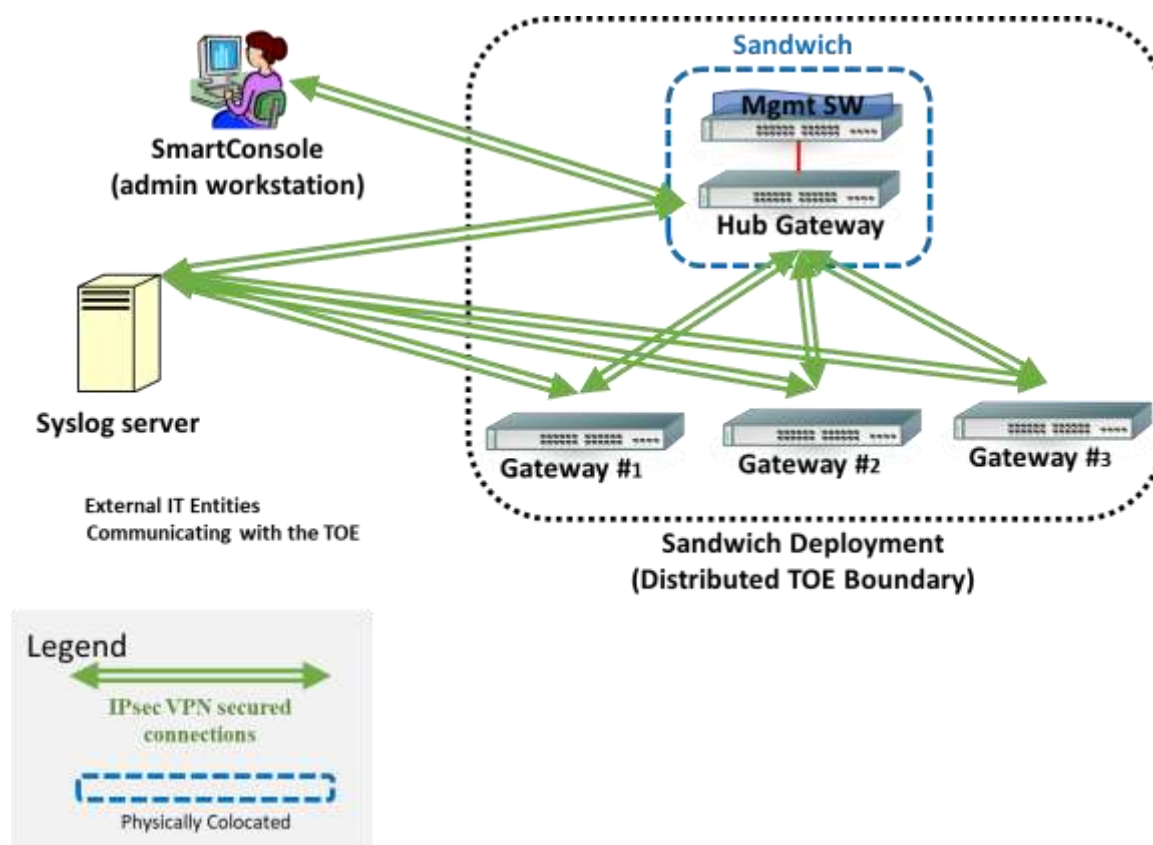 Sandwich
Mgmt SW
SmartConsole
(admin workstation)
Hub Gateway
Syslog server
Gateway #1
Gateway #2
Gateway #3
External IT Entities
Communicating with the TOE
Sandwich Deployment
(Distributed TOE Boundary)
Legend
IPsec VPN secured
connections
Physically Colocated